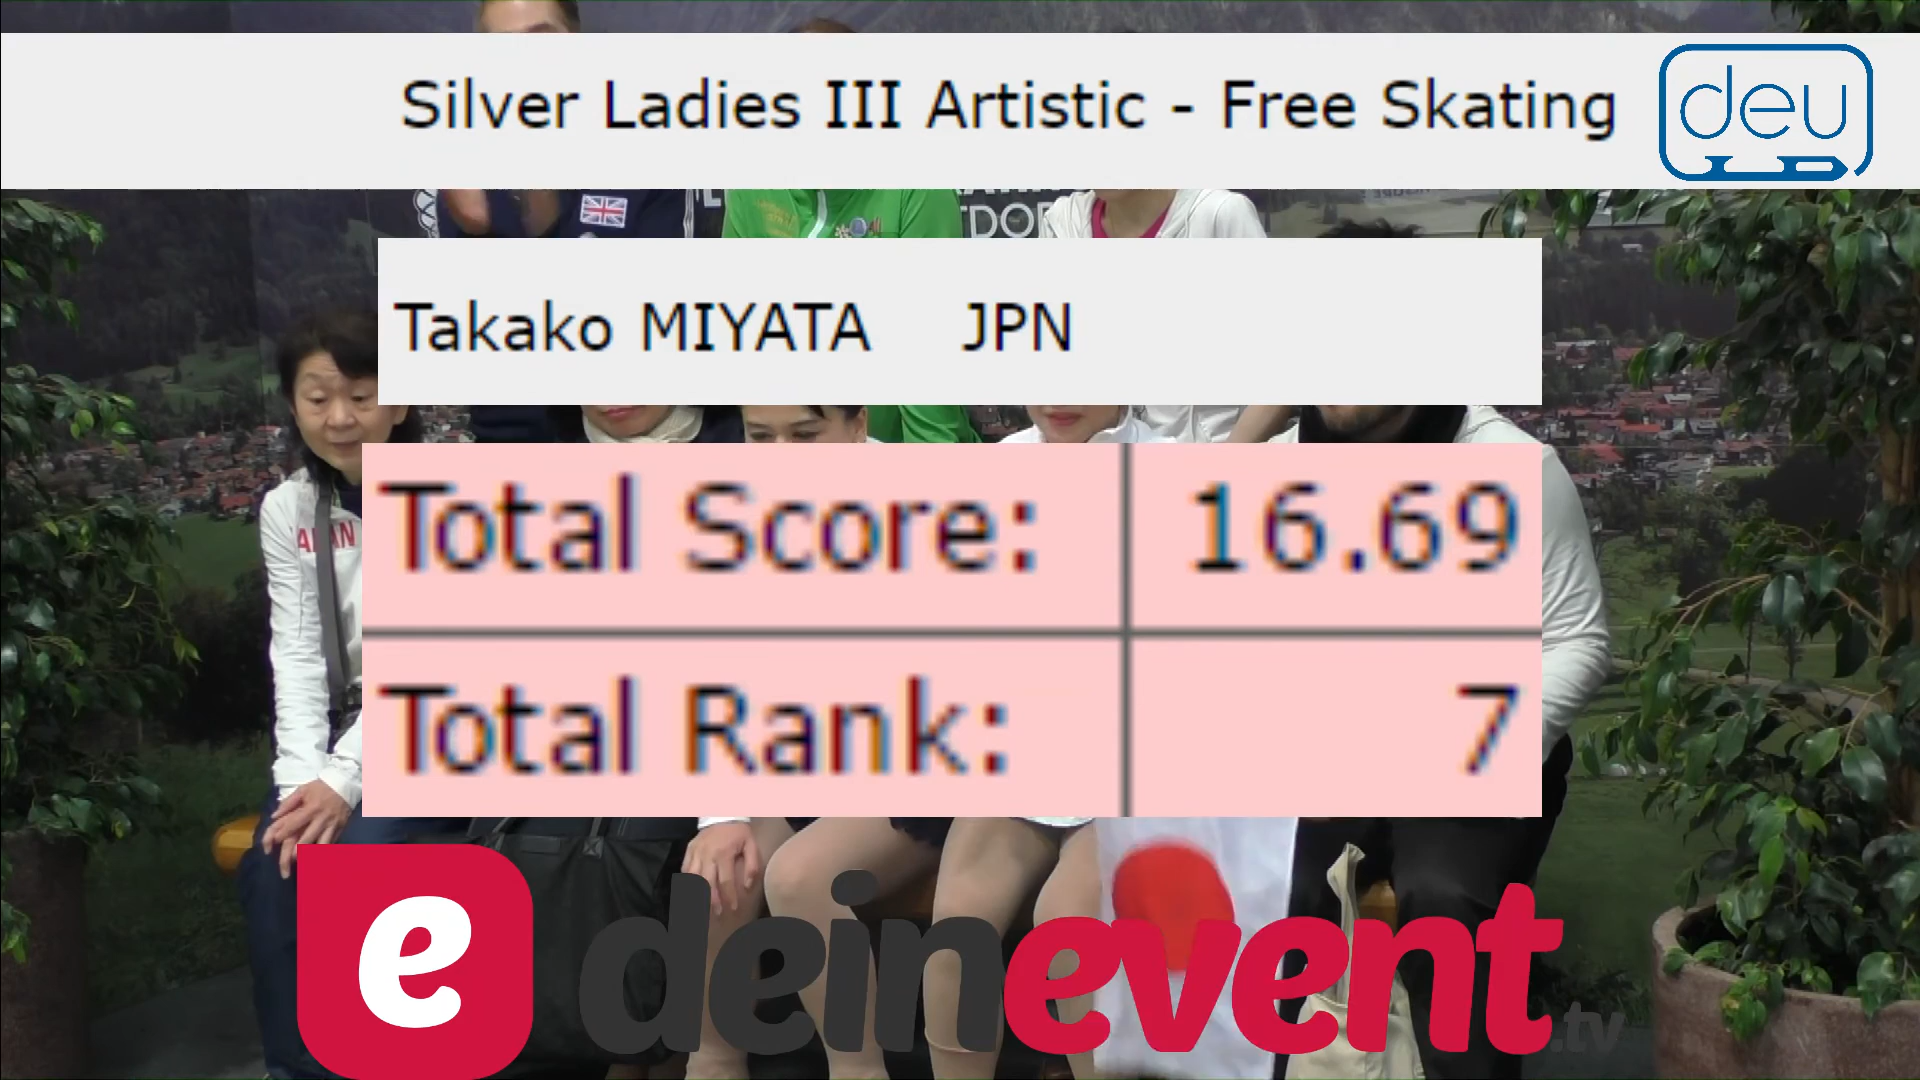 Silver Ladies III Artistic - Free Skating
deu
Takako MIYATA JPN
Total Score: 16.69
Total Rank: 7
e deinevent.tv